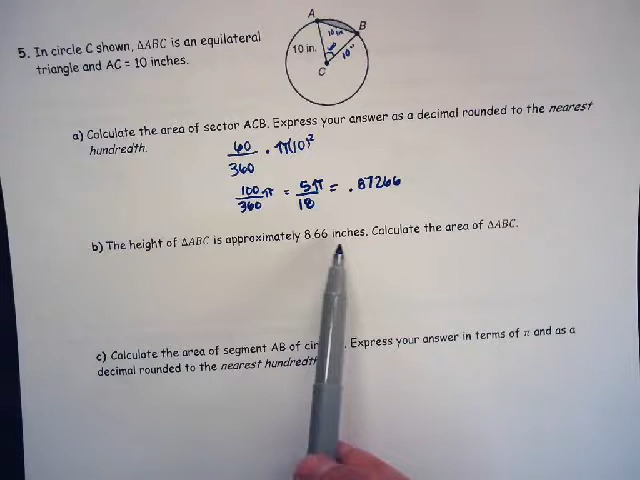 5. In circle C shown, ΔABC is an equilateral
triangle and AC = 10 inches.
A
B
10 in
10 in.
60
10"
C
a) Calculate the area of sector ACB. Express your answer as a decimal rounded to the nearest
hundredth.
60/360 · π(10)²
100/360 π = 5π/18 = .87266
b) The height of ΔABC is approximately 8.66 inches. Calculate the area of ΔABC.
c) Calculate the area of segment AB of cir . Express your answer in terms of π and as a
decimal rounded to the nearest hundredth